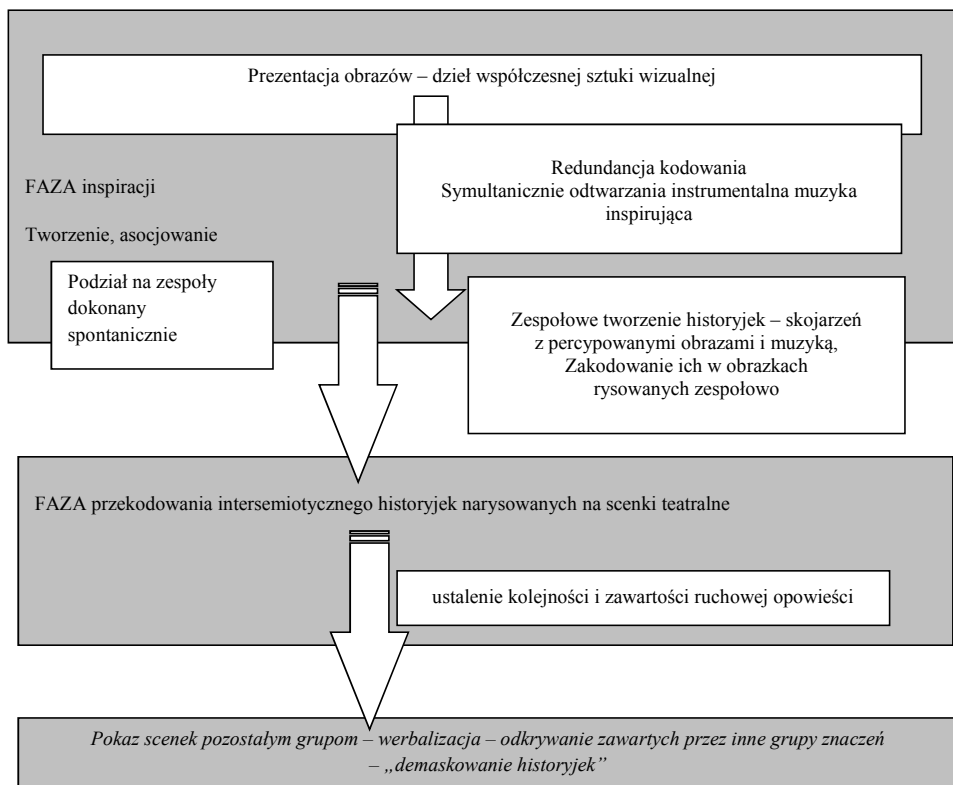 Prezentacja obrazów – dzieł współczesnej sztuki wizualnej
Redundancja kodowania
Symultanicznie odtwarzania instrumentalna muzyka
inspirująca
FAZA inspiracji
Tworzenie, asocjowanie
Podział na zespoły
dokonany
spontanicznie
Zespołowe tworzenie historyjek – skojarzeń
z percypowanymi obrazami i muzyką,
Zakodowanie ich w obrazkach
rysowanych zespołowo
FAZA przekodowania intersemiotycznego historyjek narysowanych na scenki teatralne
ustalenie kolejności i zawartości ruchowej opowieści
Pokaz scenek pozostałym grupom – werbalizacja – odkrywanie zawartych przez inne grupy znaczeń
– „demaskowanie historyjek”